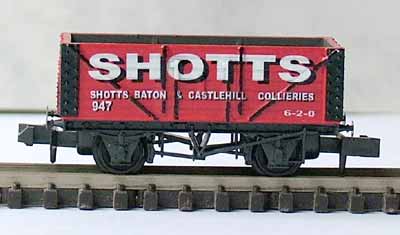 SHOTTS
SHOTTS BATON & CASTLEHILL COLLIERIES
947
6-2-0